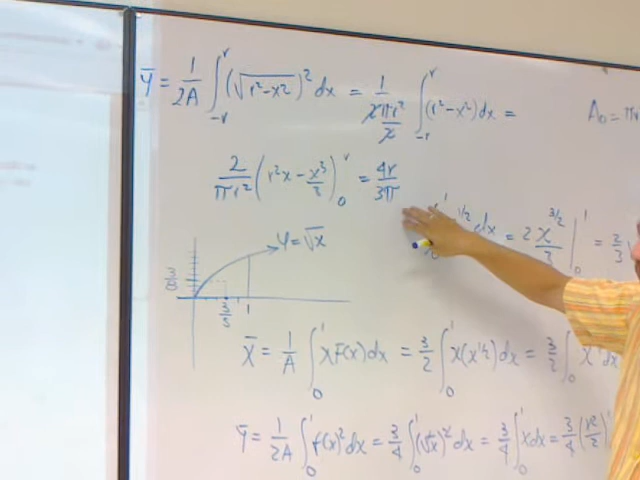 ȳ = 1/2A ∫_{-r}^{r} (√(r²-x²))² dx = 1/(2 πr²/2) ∫_{-r}^{r} (r²-x²) dx =
A₀ = πr
2/πr² (r²x - x³/3)_0^r = 4r/3π
^{1/2} dx = 2x^{3/2}/3 |_0^1 = 2/3
y = √x
3/8
3/5
1
x̄ = 1/A ∫_0^1 x f(x) dx = 3/2 ∫_0^1 x(x^{1/2}) dx = 3/2 ∫_0 x dx
ȳ = 1/2A ∫_0^1 f(x)² dx = 3/4 ∫_0^1 (√x)² dx = 3/4 ∫_0^1 x dx = 3/4 (x²/2)^1